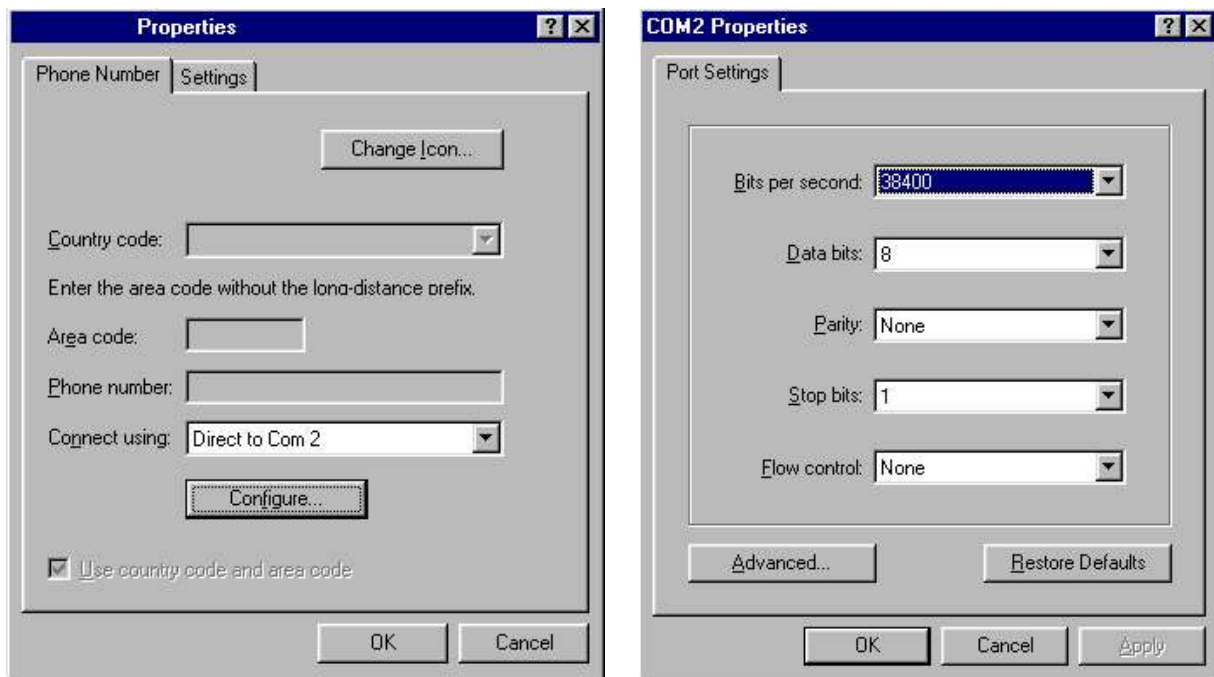 Properties
Phone Number
Settings
Change Icon...
Country code:
Enter the area code without the long-distance prefix.
Area code:
Phone number:
Connect using: Direct to Com 2
Configure...
Use country code and area code
OK Cancel
COM2 Properties
Port Settings
Bits per second: 38400
Data bits: 8
Parity: None
Stop bits: 1
Flow control: None
Advanced... Restore Defaults
OK Cancel Apply